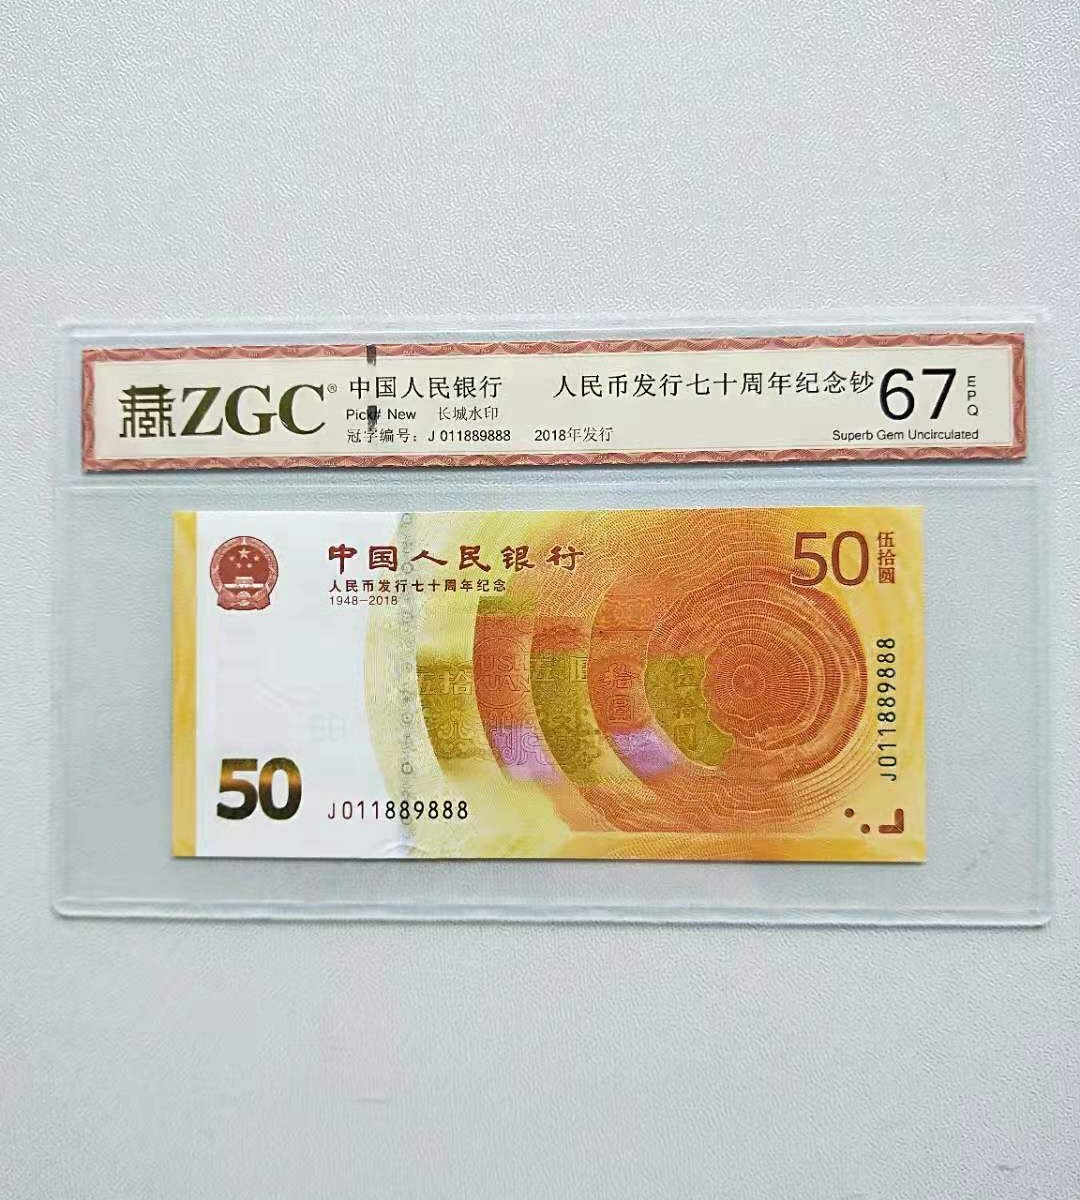 藏ZGC®
中国人民银行
人民币发行七十周年纪念钞
67
EPQ
Pick# New 长城水印
冠字编号: J 011889888 2018年发行
Superb Gem Uncirculated
中国人民银行
人民币发行七十周年纪念
1948-2018
50
伍拾圆
J011889888
50
J011889888